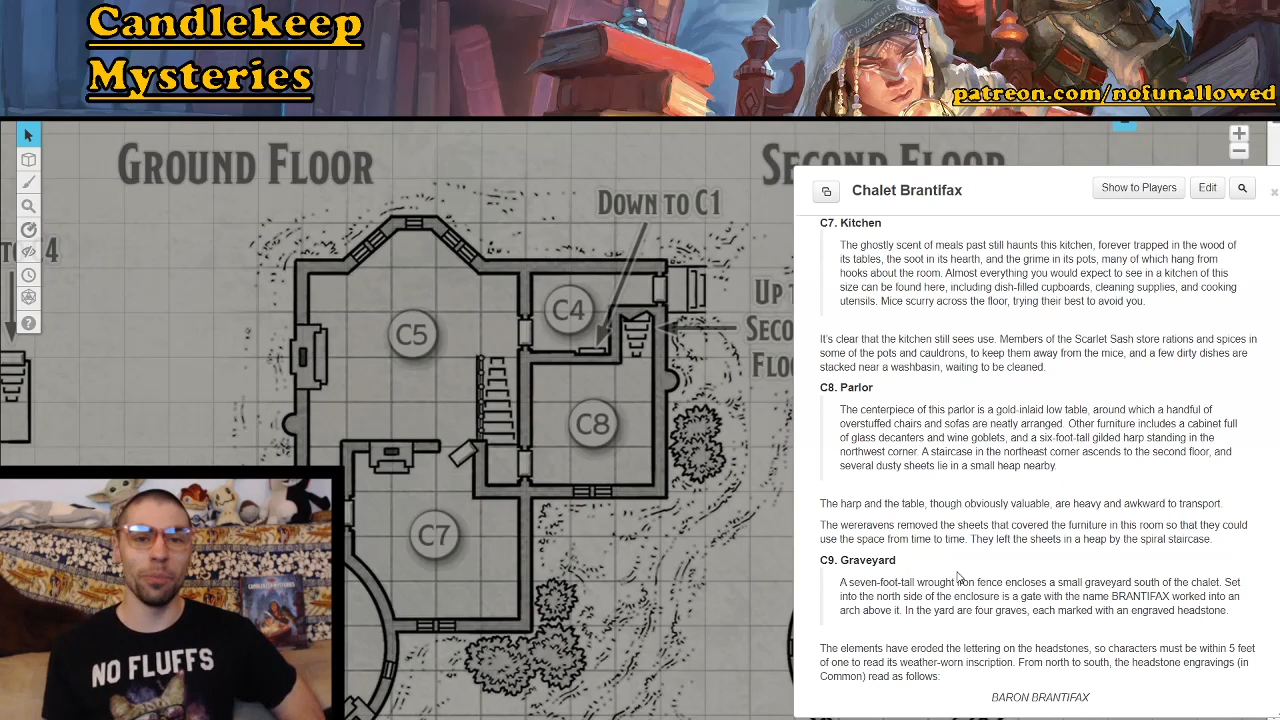 Candlekeep
Mysteries
patreon.com/nofunallowed
GROUND FLOOR
SECOND FLOOR
DOWN TO C1
4
C4
C5
UP T
SECO
FLOO
C8
C7
NO FLUFFS
CANDLEKEEP MYSTERIES
Chalet Brantifax
Show to Players
Edit
C7. Kitchen
The ghostly scent of meals past still haunts this kitchen, forever trapped in the wood of
its tables, the soot in its hearth, and the grime in its pots, many of which hang from
hooks about the room. Almost everything you would expect to see in a kitchen of this
size can be found here, including dish-filled cupboards, cleaning supplies, and cooking
utensils. Mice scurry across the floor, trying their best to avoid you.
It's clear that the kitchen still sees use. Members of the Scarlet Sash store rations and spices in
some of the pots and cauldrons, to keep them away from the mice, and a few dirty dishes are
stacked near a washbasin, waiting to be cleaned.
C8. Parlor
The centerpiece of this parlor is a gold-inlaid low table, around which a handful of
overstuffed chairs and sofas are neatly arranged. Other furniture includes a cabinet full
of glass decanters and wine goblets, and a six-foot-tall gilded harp standing in the
northwest corner. A staircase in the northeast corner ascends to the second floor, and
several dusty sheets lie in a small heap nearby.
The harp and the table, though obviously valuable, are heavy and awkward to transport.
The wereravens removed the sheets that covered the furniture in this room so that they could
use the space from time to time. They left the sheets in a heap by the spiral staircase.
C9. Graveyard
A seven-foot-tall wrought nce encloses a small graveyard south of the chalet. Set
into the north side of the enclosure is a gate with the name BRANTIFAX worked into an
arch above it. In the yard are four graves, each marked with an engraved headstone.
The elements have eroded the lettering on the headstones, so characters must be within 5 feet
of one to read its weather-worn inscription. From north to south, the headstone engravings (in
Common) read as follows:
BARON BRANTIFAX